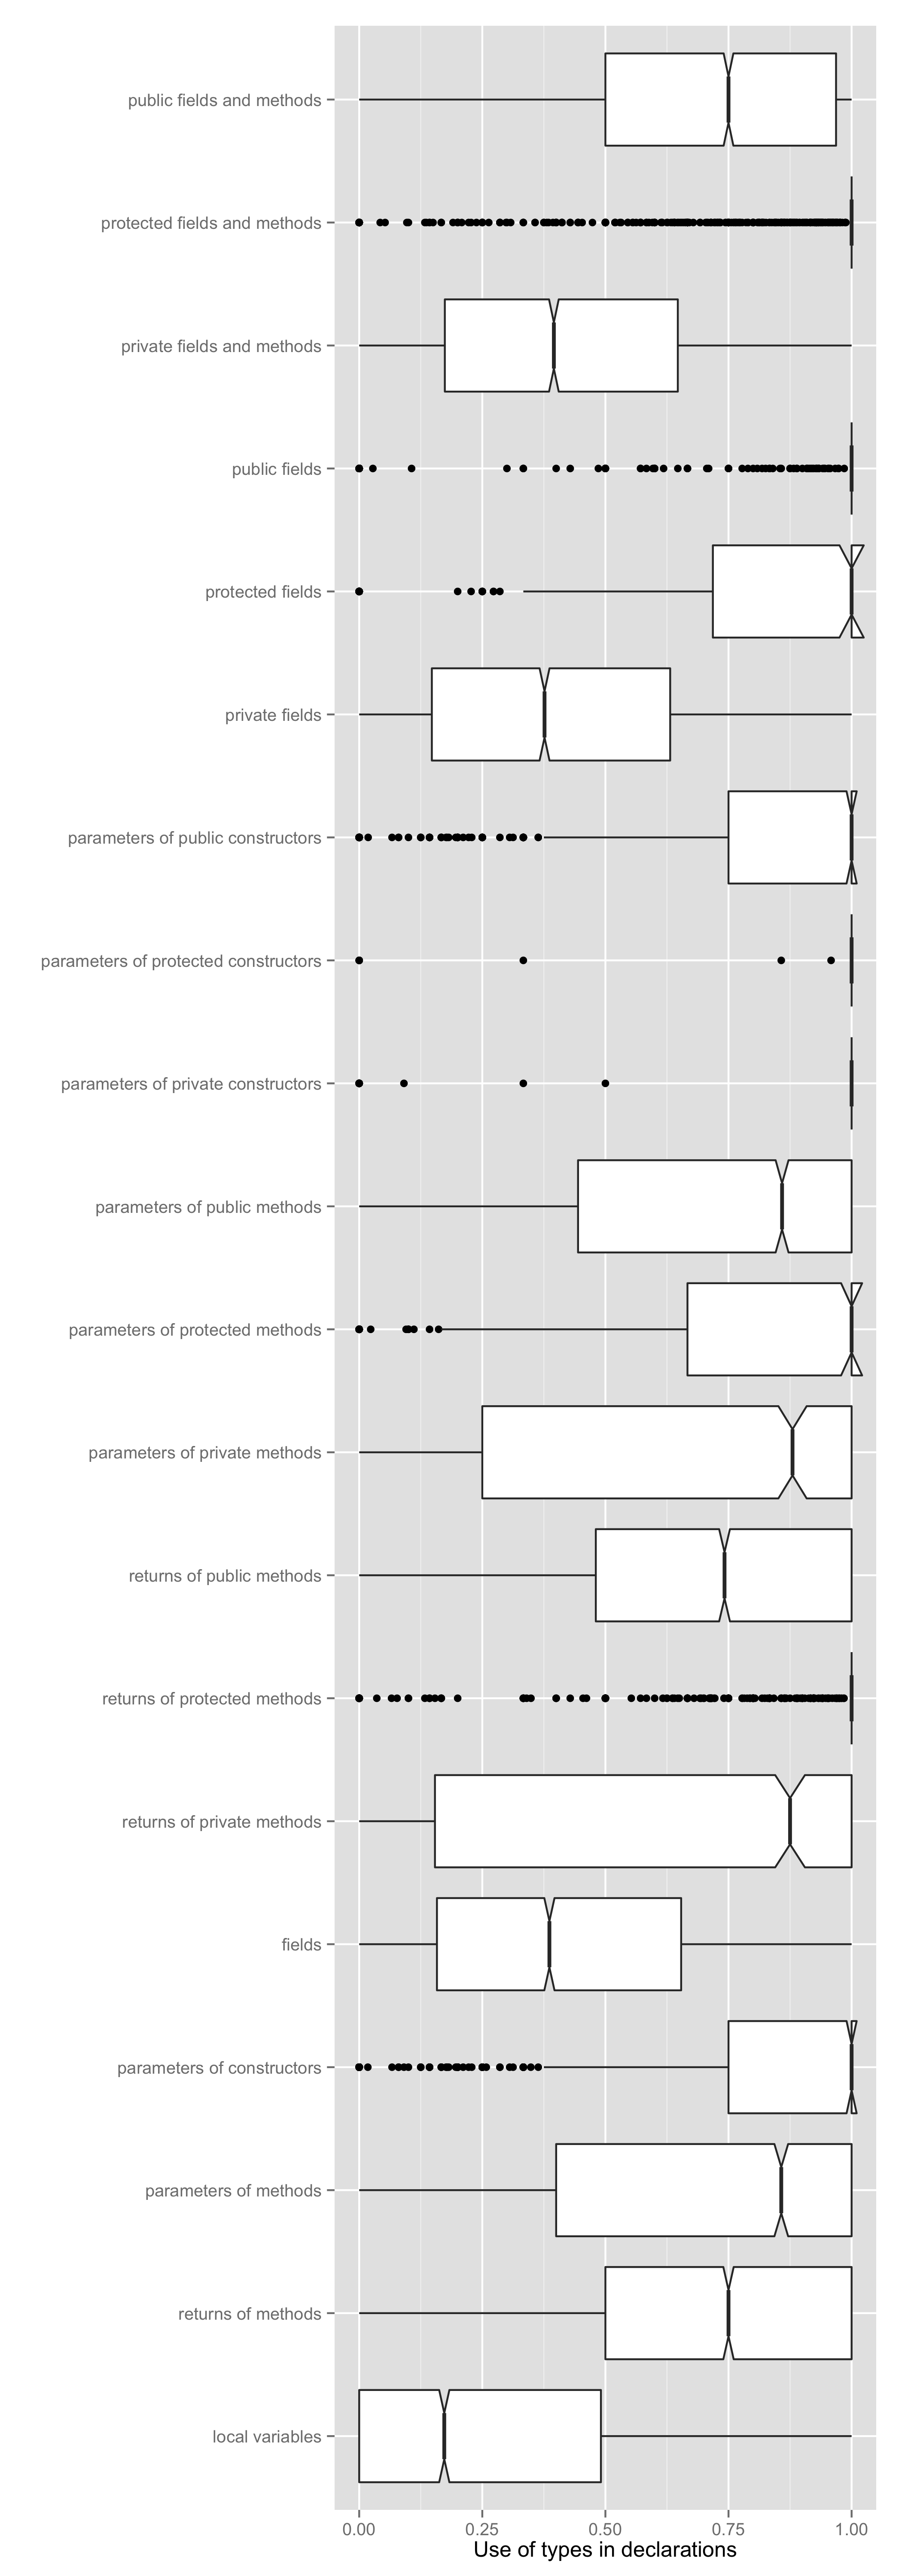 public fields and methods
protected fields and methods
private fields and methods
public fields
protected fields
private fields
parameters of public constructors
parameters of protected constructors
parameters of private constructors
parameters of public methods
parameters of protected methods
parameters of private methods
returns of public methods
returns of protected methods
returns of private methods
fields
parameters of constructors
parameters of methods
returns of methods
local variables
0.00 0.25 0.50 0.75 1.00
Use of types in declarations